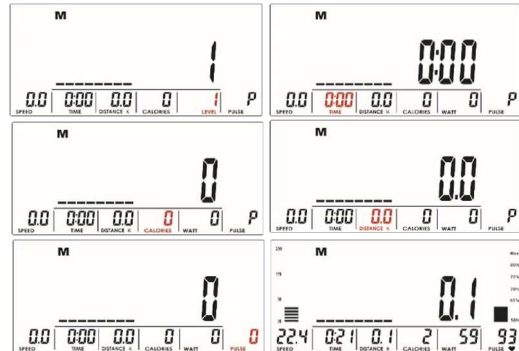 M
1
0.0 0:00 0.0 0 1 P
SPEED TIME DISTANCE K CALORIES LEVEL PULSE
M
0:00
0.0 0:00 0.0 0 0 P
SPEED TIME DISTANCE K CALORIES WATT PULSE
M
0
0.0 0:00 0.0 0 0 P
SPEED TIME DISTANCE K CALORIES WATT PULSE
M
0.0
0.0 0:00 0.0 0 0 P
SPEED TIME DISTANCE K CALORIES WATT PULSE
M
0
0.0 0:00 0.0 0 0 0
SPEED TIME DISTANCE K CALORIES WATT PULSE
M
0.1
22.4 0:21 0.1 2 59 93
SPEED TIME DISTANCE K CALORIES WATT PULSE